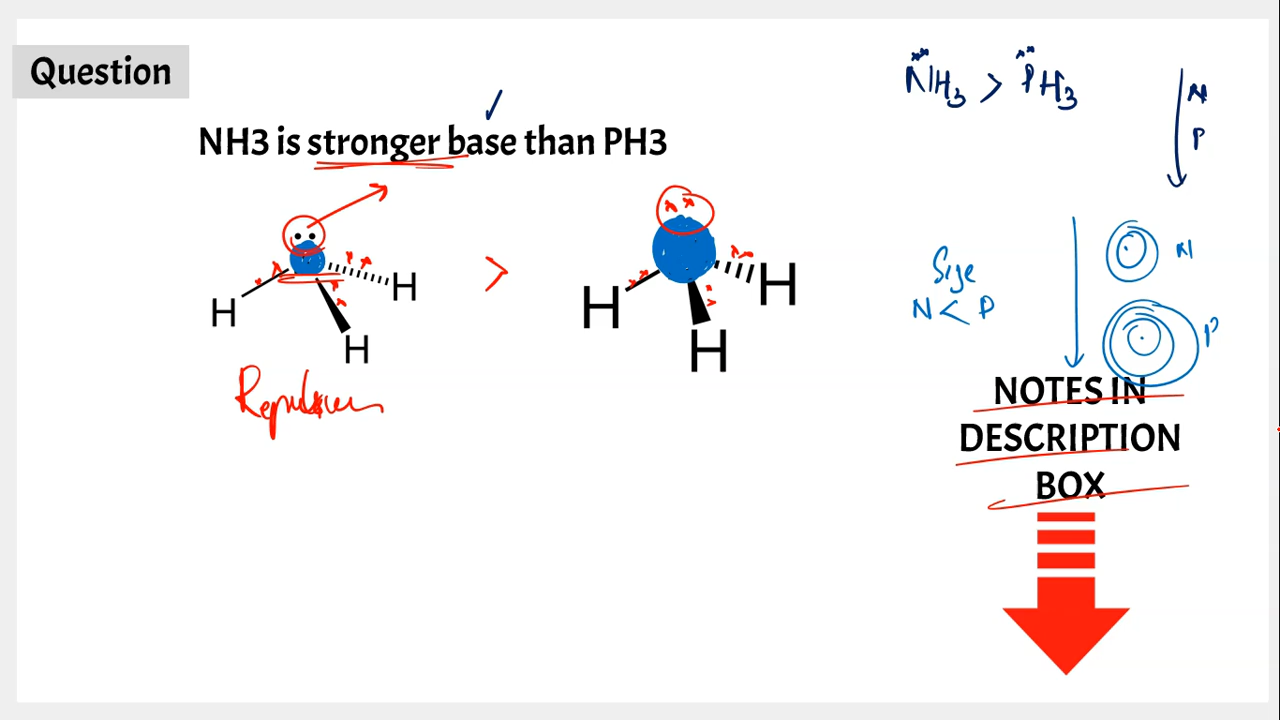 Question
NH3 is stronger base than PH3
NH3 > PH3
N
P
H
H
H
>
H
H
H
Repulsion
Size
N < P
N
P
NOTES IN
DESCRIPTION
BOX